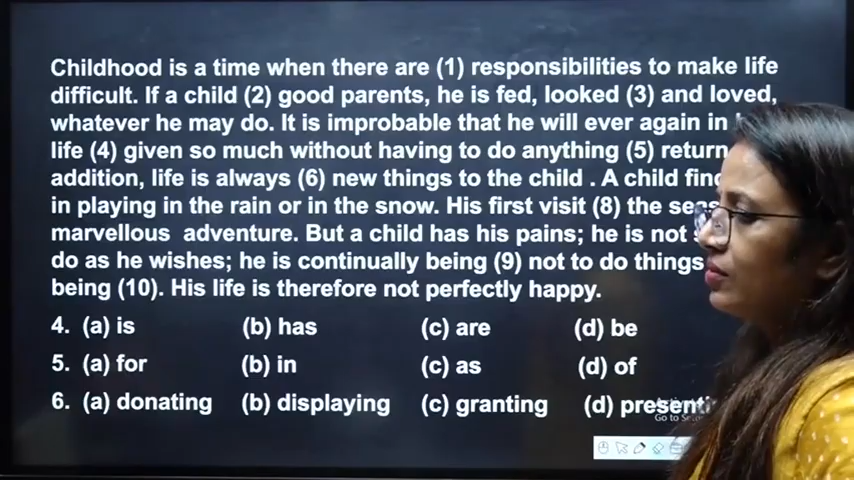 Childhood is a time when there are (1) responsibilities to make life
difficult. If a child (2) good parents, he is fed, looked (3) and loved,
whatever he may do. It is improbable that he will ever again in
life (4) given so much without having to do anything (5) return
addition, life is always (6) new things to the child . A child
in playing in the rain or in the snow. His first visit (8) the
marvellous adventure. But a child has his pains; he is not
do as he wishes; he is continually being (9) not to do things
being (10). His life is therefore not perfectly happy.
4. (a) is (b) has (c) are (d) be
5. (a) for (b) in (c) as (d) of
6. (a) donating (b) displaying (c) granting (d)
Go to